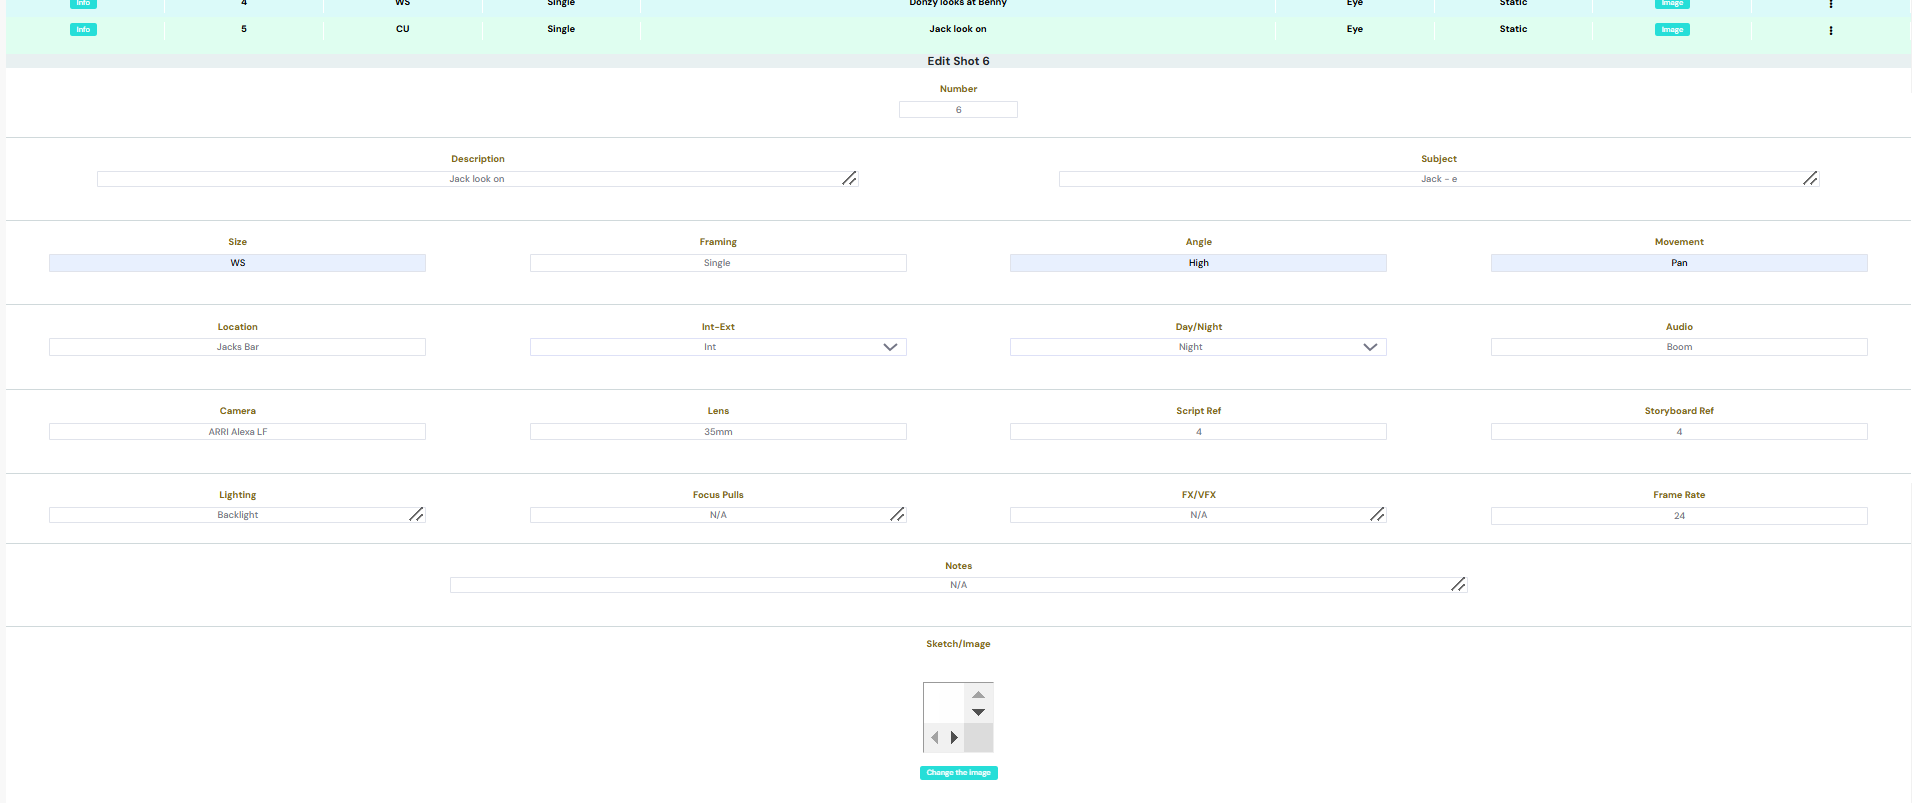 Info 4 WS Single Donzy looks at Benny Eye Static Image
Info 5 CU Single Jack look on Eye Static Image
Edit Shot 6
Number
6
Description Subject
Jack look on Jack - e
Size Framing Angle Movement
WS Single High Pan
Location Int-Ext Day/Night Audio
Jacks Bar Int Night Boom
Camera Lens Script Ref Storyboard Ref
ARRI Alexa LF 35mm 4 4
Lighting Focus Pulls FX/VFX Frame Rate
Backlight N/A N/A 24
Notes
N/A
Sketch/Image
Change the Image